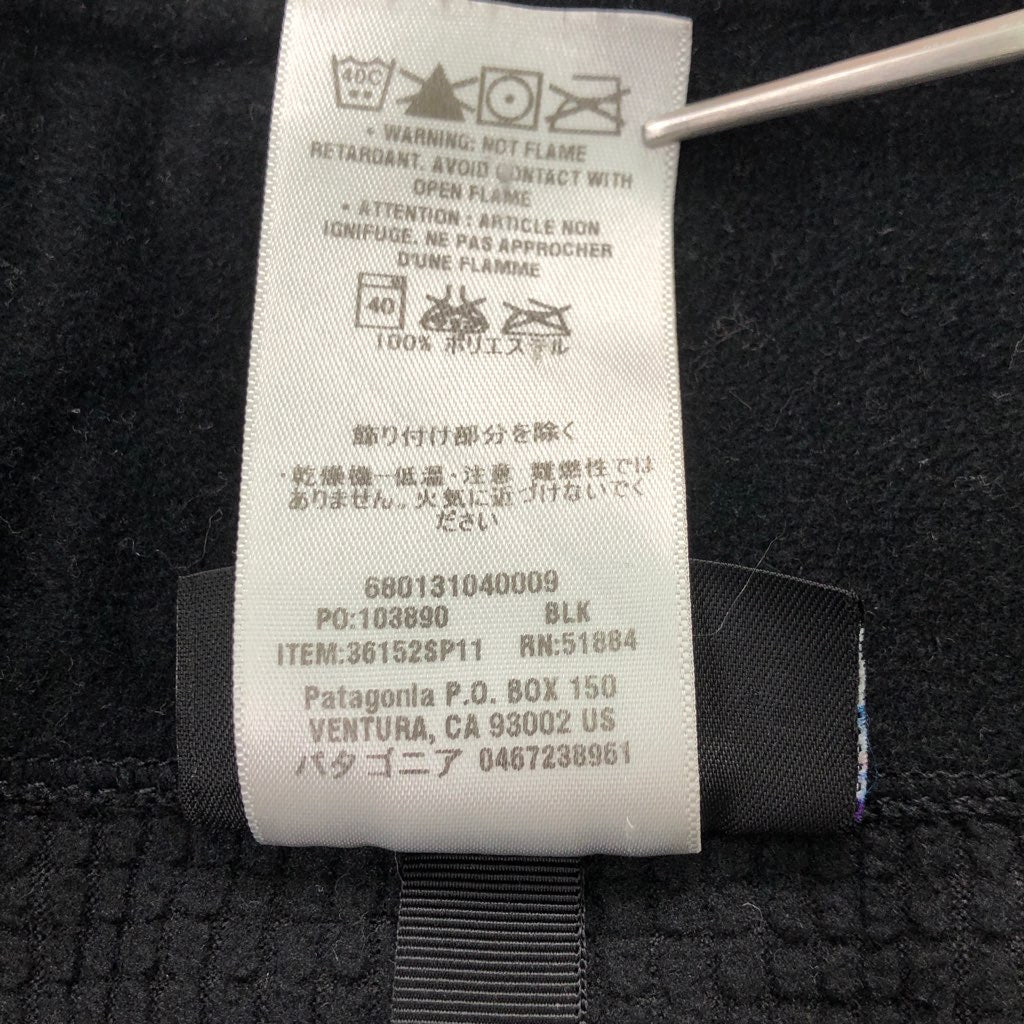 40C
• WARNING: NOT FLAME
RETARDANT. AVOID CONTACT WITH
OPEN FLAME
• ATTENTION : ARTICLE NON
IGNIFUGE. NE PAS APPROCHER
D'UNE FLAMME
40
100% ポリエステル
飾り付け部分を除く
・乾燥機ー低温・注意 難燃性では
ありません。火気に近づけないでく
ださい
680131040009
PO:103890 BLK
ITEM:36152SP11 RN:51884
Patagonia P.O. BOX 150
VENTURA, CA 93002 US
パタゴニア 0467238961